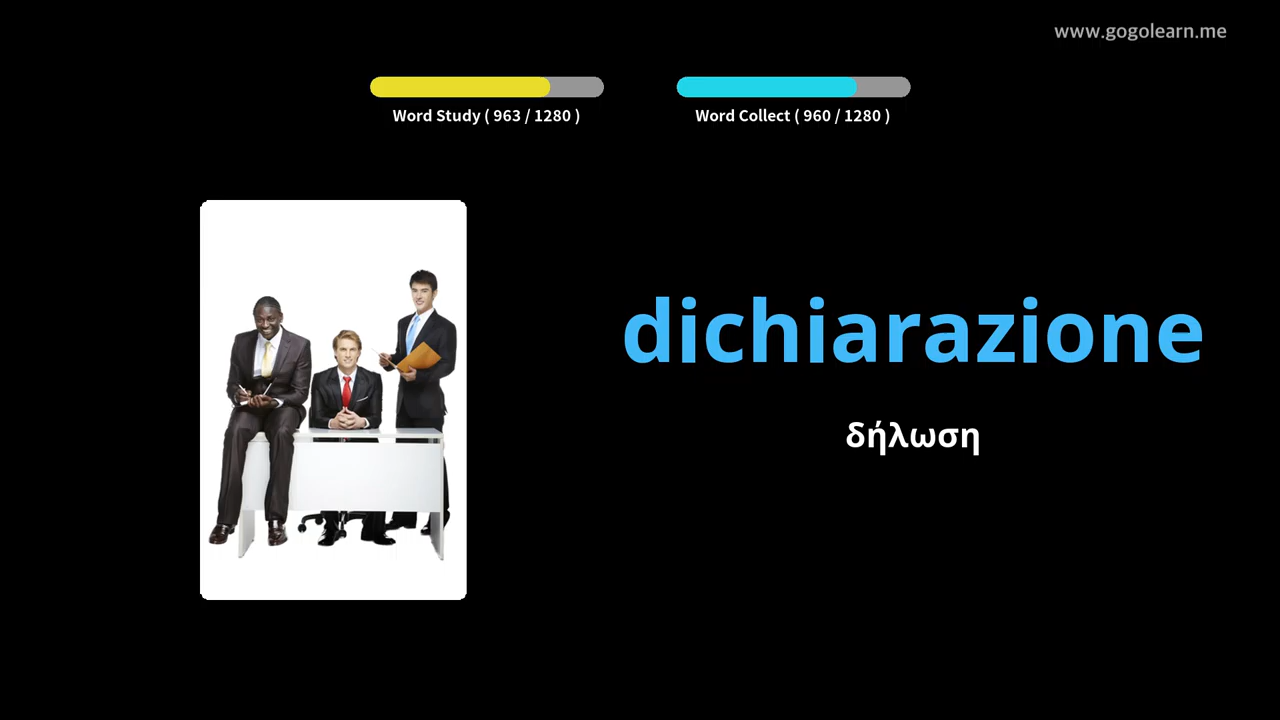 www.gogolearn.me
Word Study ( 963 / 1280 )
Word Collect ( 960 / 1280 )
dichiarazione
δήλωση